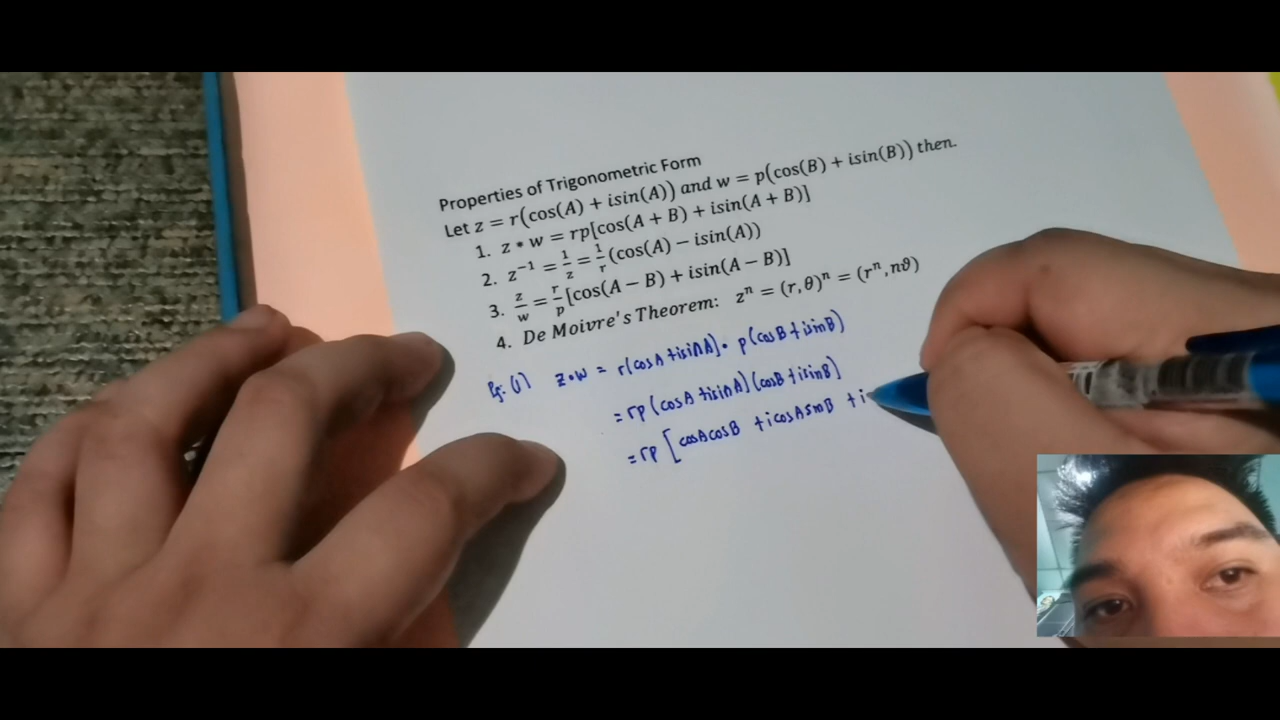 Properties of Trigonometric Form
Let z = r(cos(A) + isin(A)) and w = p(cos(B) + isin(B)) then.
1. z • w = rp[cos(A + B) + isin(A + B)]
2. z⁻¹ = 1/z = 1/r (cos(A) − isin(A))
3. z/w = r/p [cos(A − B) + isin(A − B)]
4. De Moivre's Theorem: zⁿ = (r, θ)ⁿ = (rⁿ, nϑ)
(1) z•w = r(cosA + isinA) • p(cosB + isinB)
= rp (cosA + isinA)(cosB + isinB)
= rp [cosAcosB + icosAsinB + i